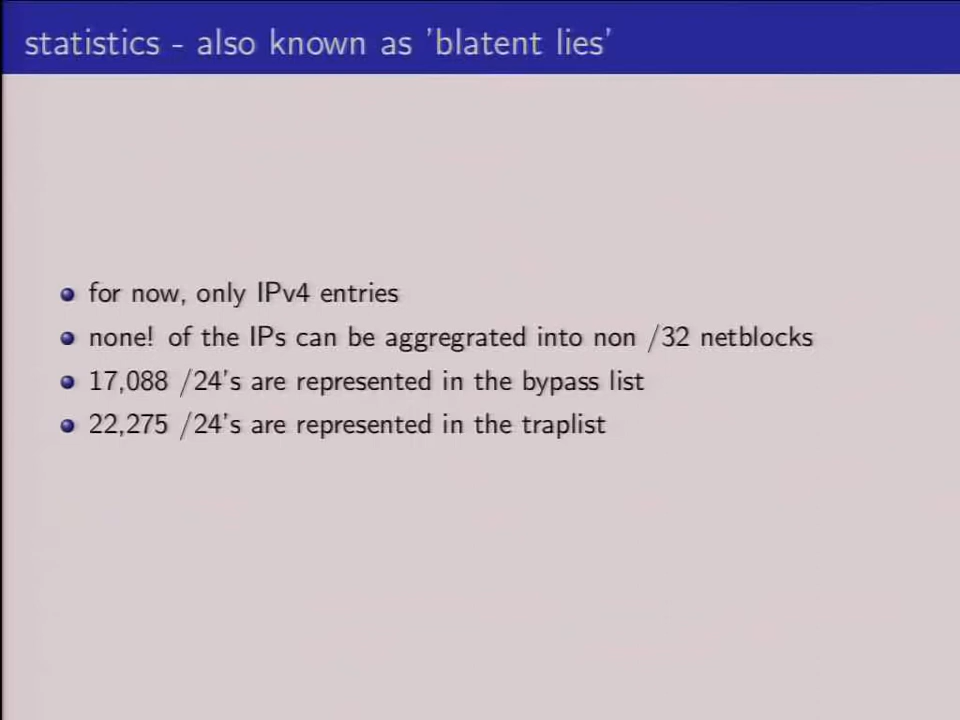 statistics - also known as 'blatent lies'
for now, only IPv4 entries
none! of the IPs can be aggregrated into non /32 netblocks
17,088 /24's are represented in the bypass list
22,275 /24's are represented in the traplist